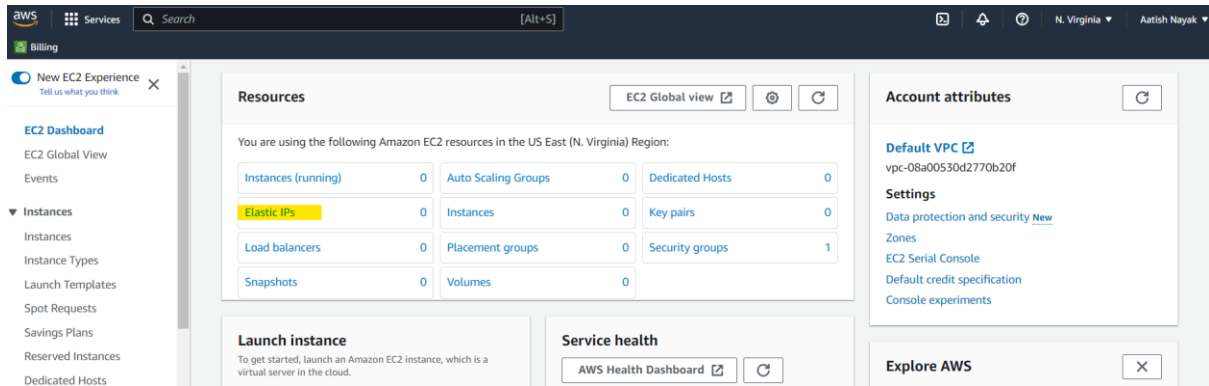 aws
Services
Search
[Alt+S]
N. Virginia
Aatish Nayak
Billing
New EC2 Experience
Tell us what you think
EC2 Dashboard
EC2 Global View
Events
Instances
Instances
Instance Types
Launch Templates
Spot Requests
Savings Plans
Reserved Instances
Dedicated Hosts
Resources
EC2 Global view
You are using the following Amazon EC2 resources in the US East (N. Virginia) Region:
Instances (running) 0 Auto Scaling Groups 0 Dedicated Hosts 0
Elastic IPs 0 Instances 0 Key pairs 0
Load balancers 0 Placement groups 0 Security groups 1
Snapshots 0 Volumes 0
Launch instance
To get started, launch an Amazon EC2 instance, which is a
virtual server in the cloud.
Service health
AWS Health Dashboard
Account attributes
Default VPC
vpc-08a00530d2770b20f
Settings
Data protection and security New
Zones
EC2 Serial Console
Default credit specification
Console experiments
Explore AWS